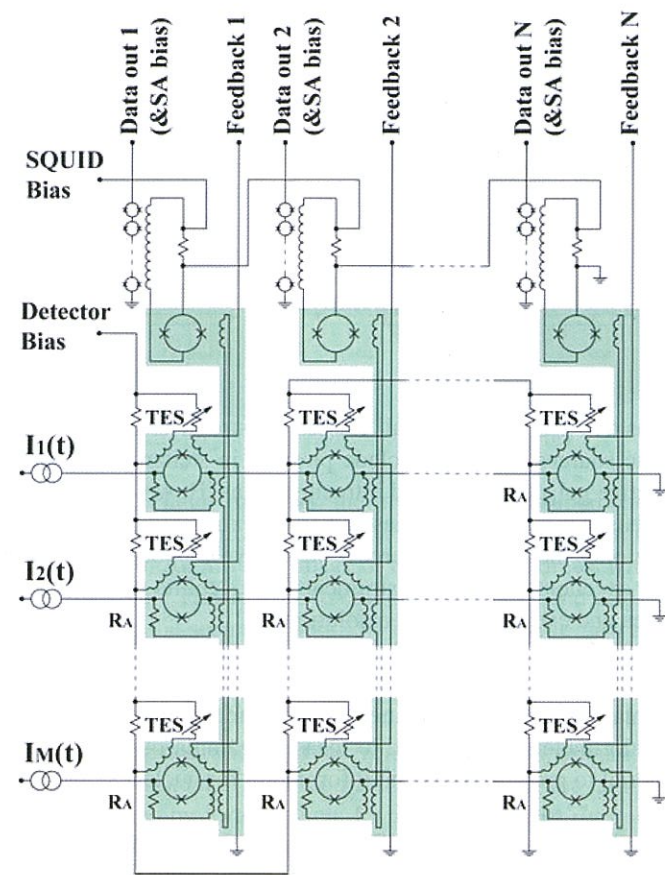 Data out 1
(&SA bias)
Feedback 1
Data out 2
(&SA bias)
Feedback 2
Data out N
(&SA bias)
Feedback N
SQUID
Bias
Detector
Bias
TES
TES
TES
I1(t)
RA
TES
TES
TES
I2(t)
RA
RA
RA
TES
TES
TES
IM(t)
RA
RA
RA